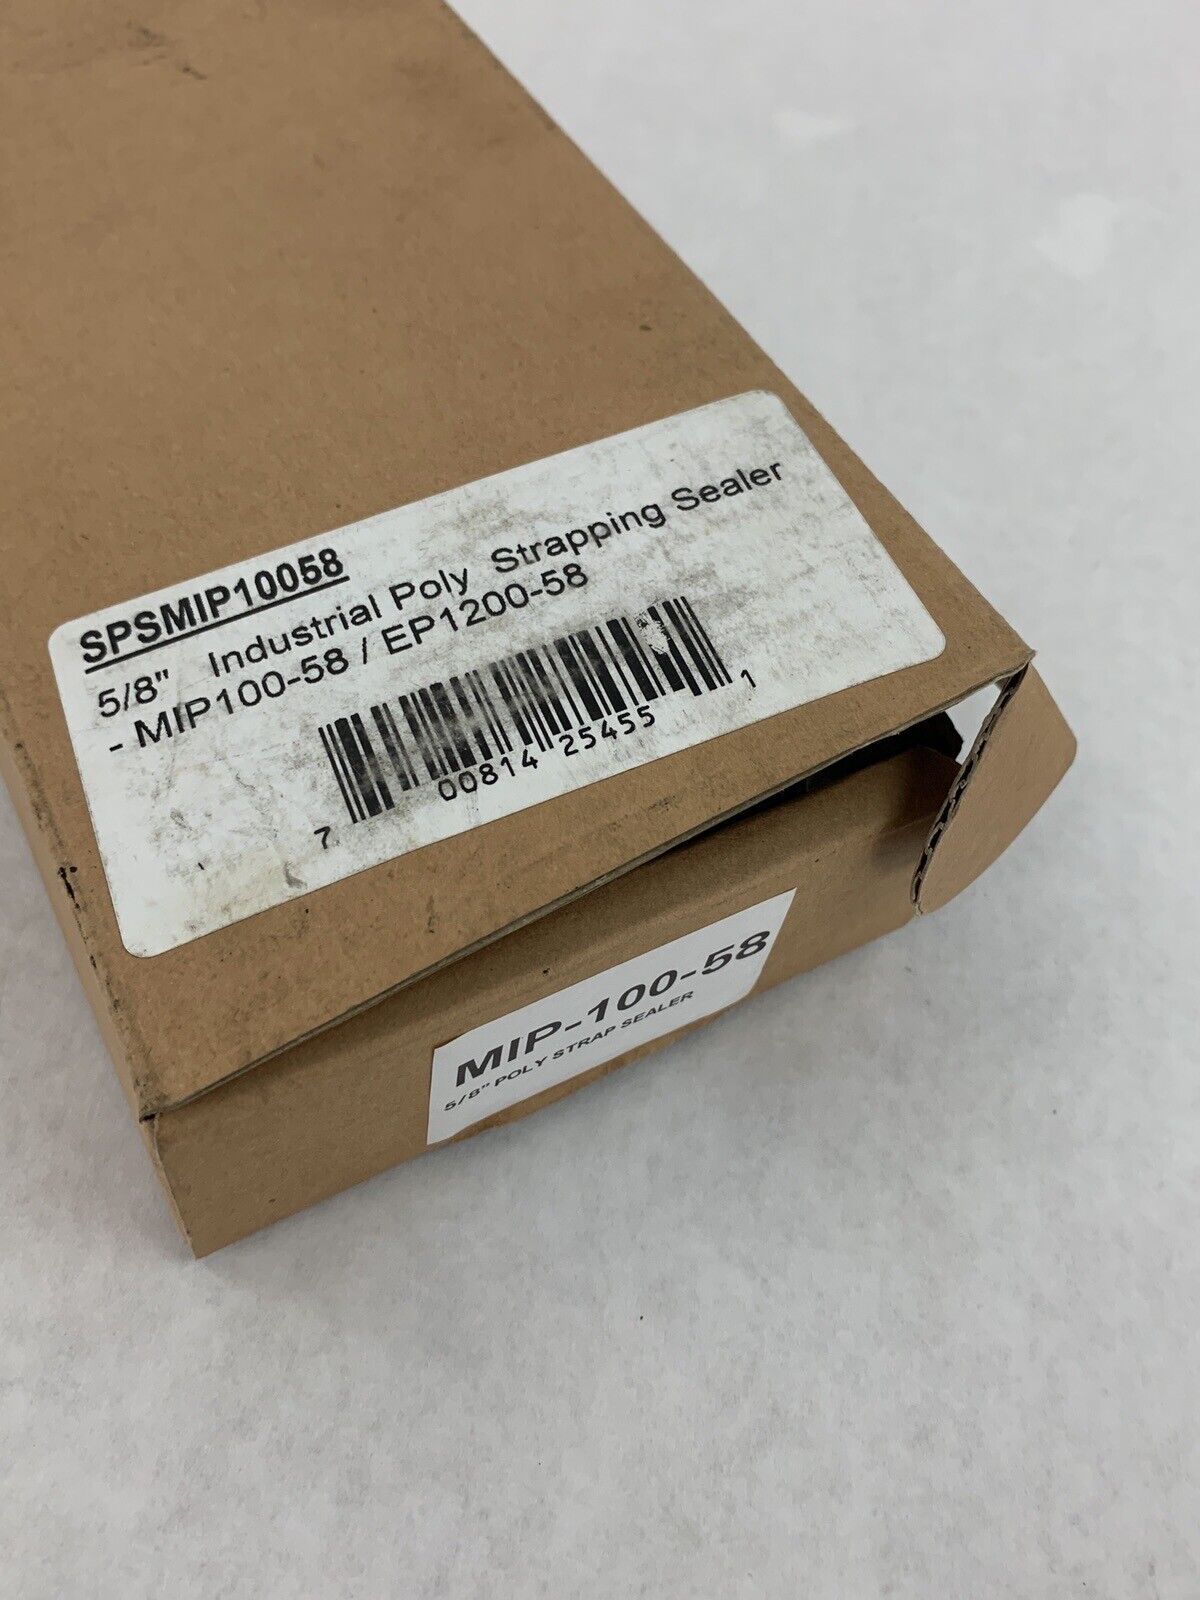 SPSMIP10058
5/8" Industrial Poly Strapping Sealer
- MIP100-58 / EP1200-58
7 00814 25455 1
MIP-100-58
5/8" POLY STRAP SEALER